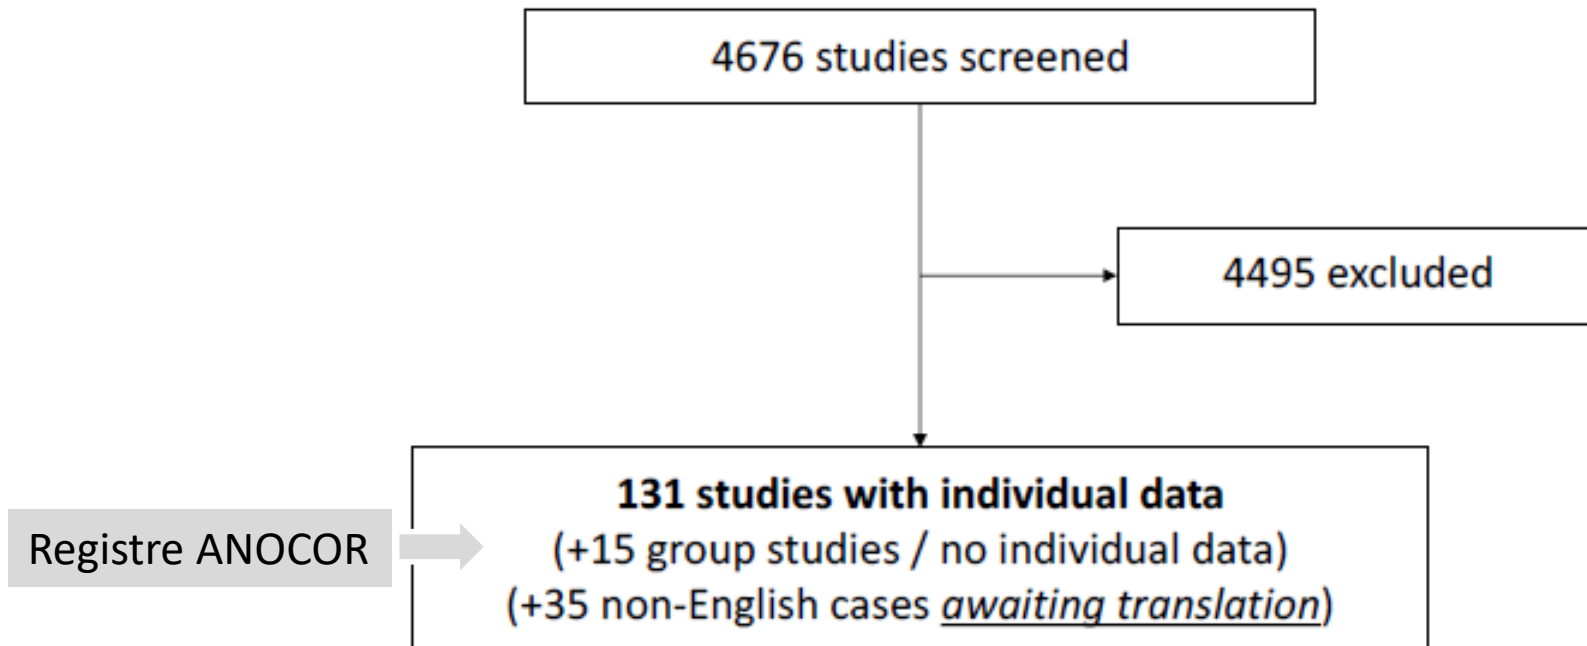 4676 studies screened
4495 excluded
131 studies with individual data
(+15 group studies / no individual data)
(+35 non-English cases awaiting translation)
Registre ANOCOR